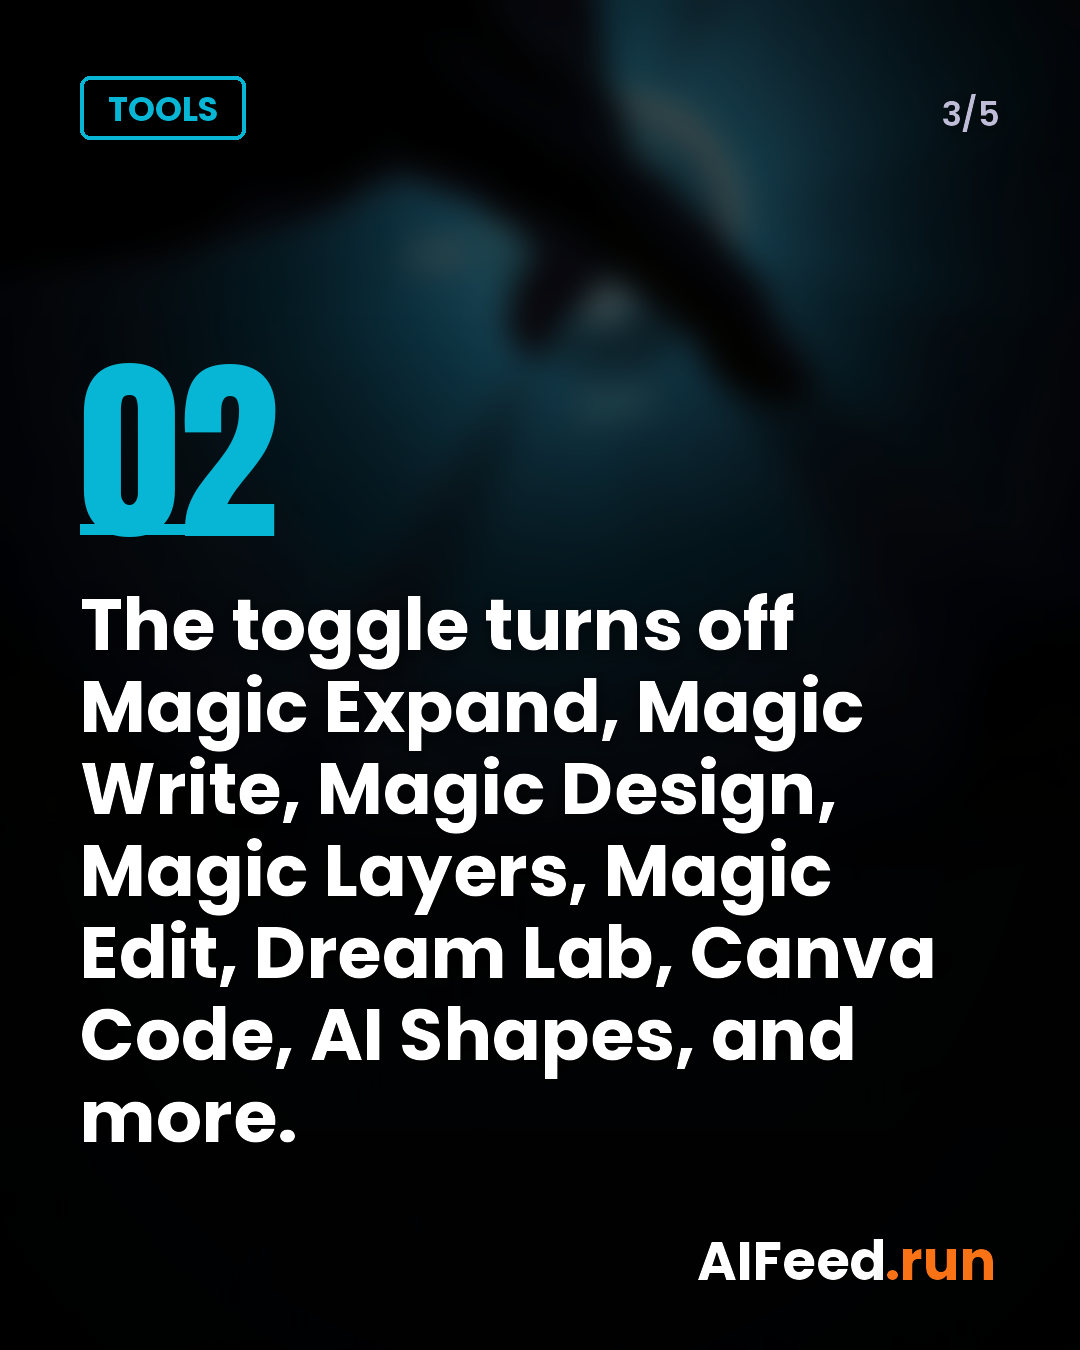 TOOLS
3/5
02
The toggle turns off
Magic Expand, Magic
Write, Magic Design,
Magic Layers, Magic
Edit, Dream Lab, Canva
Code, AI Shapes, and
more.
AIFeed.run